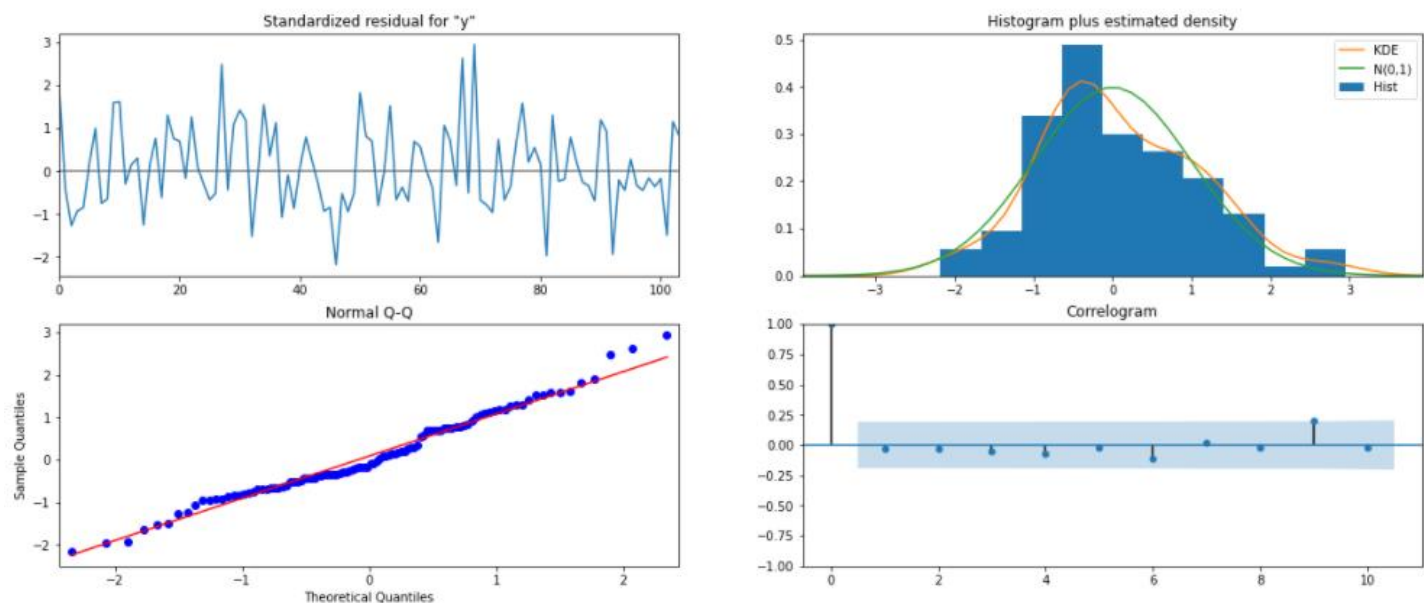 Standardized residual for "y"
3
2
1
0
−1
−2
0 20 40 60 80 100
Histogram plus estimated density
KDE
N(0,1)
Hist
0.5
0.4
0.3
0.2
0.1
0.0
−3 −2 −1 0 1 2 3
Normal Q-Q
Sample Quantiles
3
2
1
0
−1
−2
−2 −1 0 1 2
Theoretical Quantiles
Correlogram
1.00
0.75
0.50
0.25
0.00
−0.25
−0.50
−0.75
−1.00
0 2 4 6 8 10